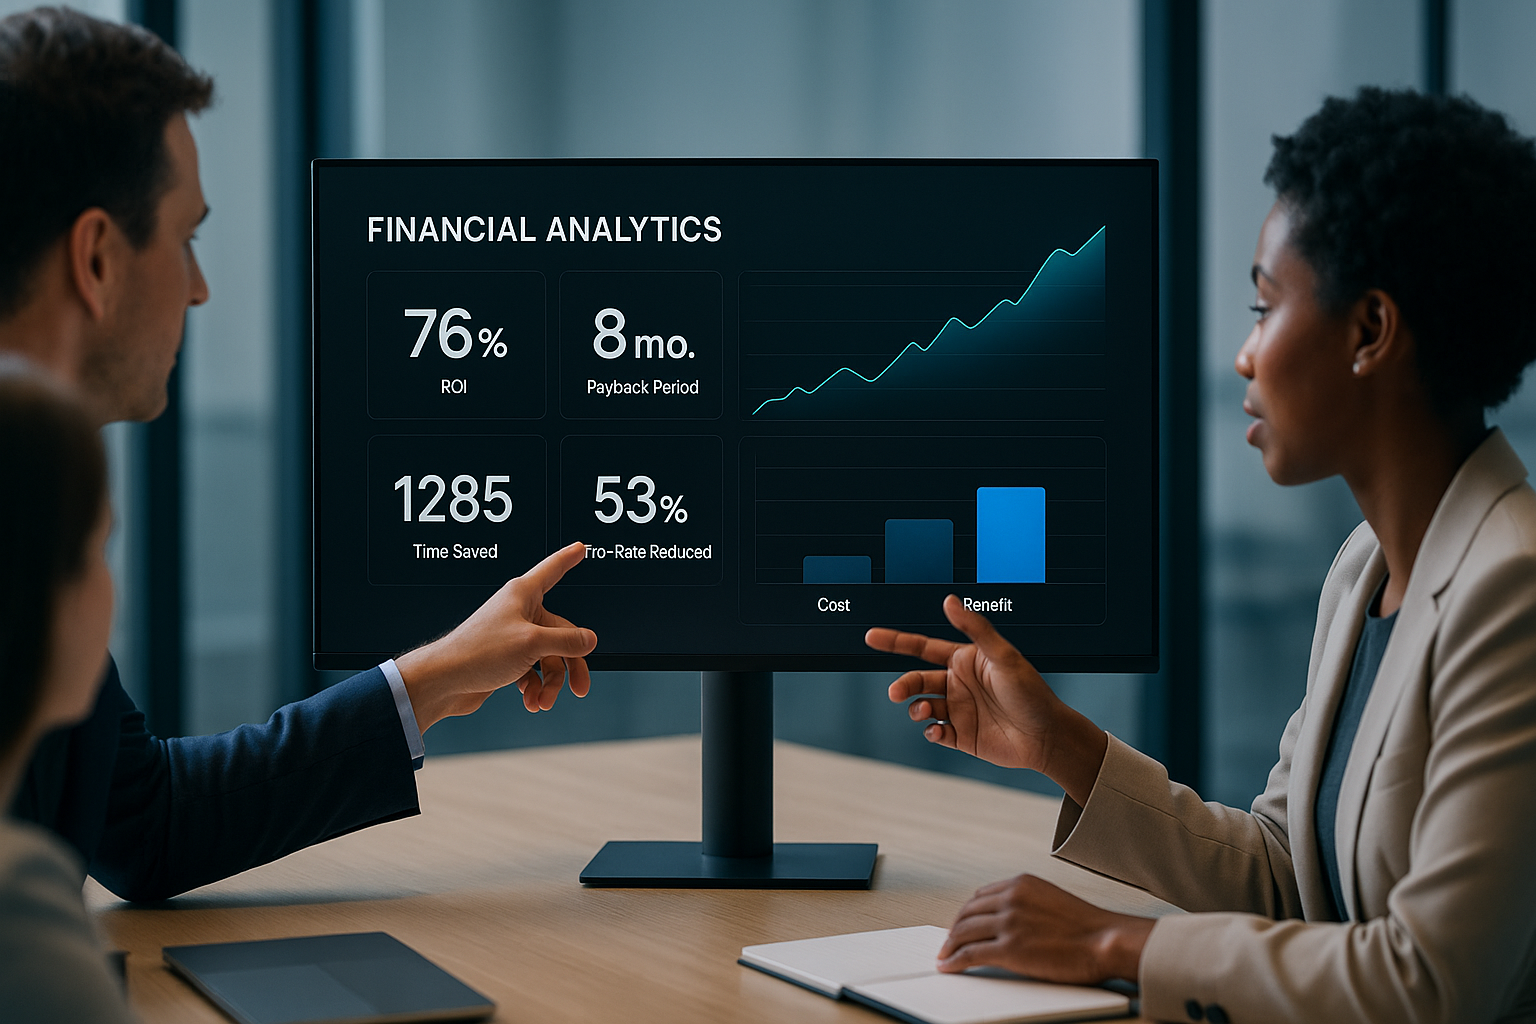 FINANCIAL ANALYTICS
76%
ROI
8 mo.
Payback Period
1285
Time Saved
53%
Fro-Rate Reduced
Cost
Renefit